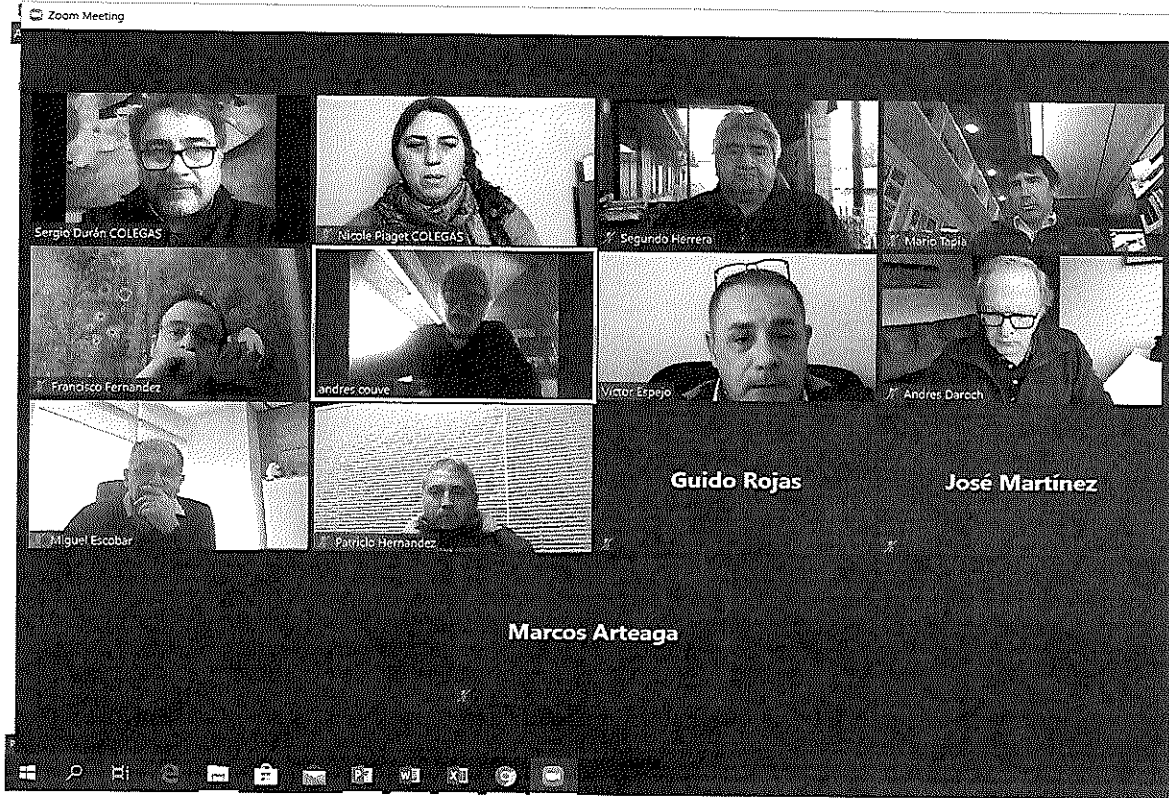 Zoom Meeting
Sergio Durán COLEGAS
Nicole Piaget COLEGAS
Segundo Herrera
Mario Tapia
Francisco Fernandez
andres couve
Victor Espejo
Andres Daroch
Miguel Escobar
Patricio Hernandez
Guido Rojas
José Martínez
Marcos Arteaga